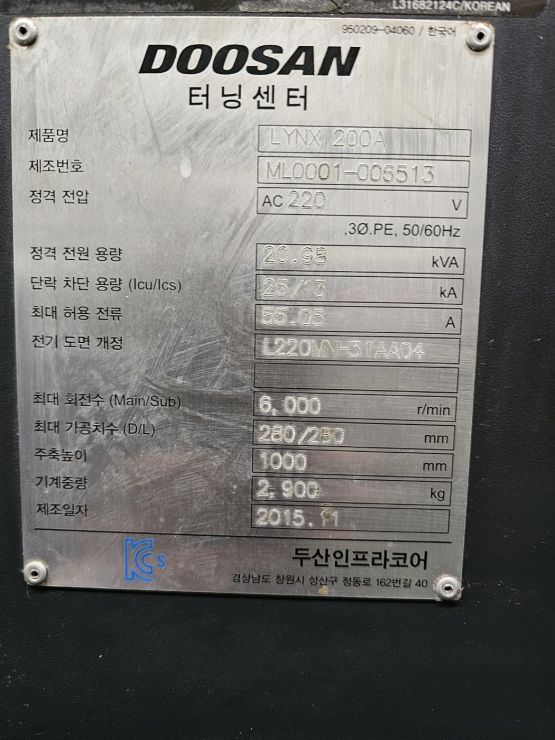 L31682124C/KOREAN
950209-04060 / 한국어
DOOSAN
터닝센터
제품명 LYNX 200A
제조번호 ML0001-006513
정격 전압 AC 220 V
,3Ø.PE, 50/60Hz
정격 전원 용량 20.98 kVA
단락 차단 용량 (Icu/Ics) 25/13 kA
최대 허용 전류 55.05 A
전기 도면 개정 L220MNH31AA04
최대 회전수 (Main/Sub) 6,000 r/min
최대 가공치수 (D/L) 280/250 mm
주축높이 1000 mm
기계중량 2,900 kg
제조일자 2015.11
KCs 두산인프라코어
경상남도 창원시 성산구 정동로 162번길 40